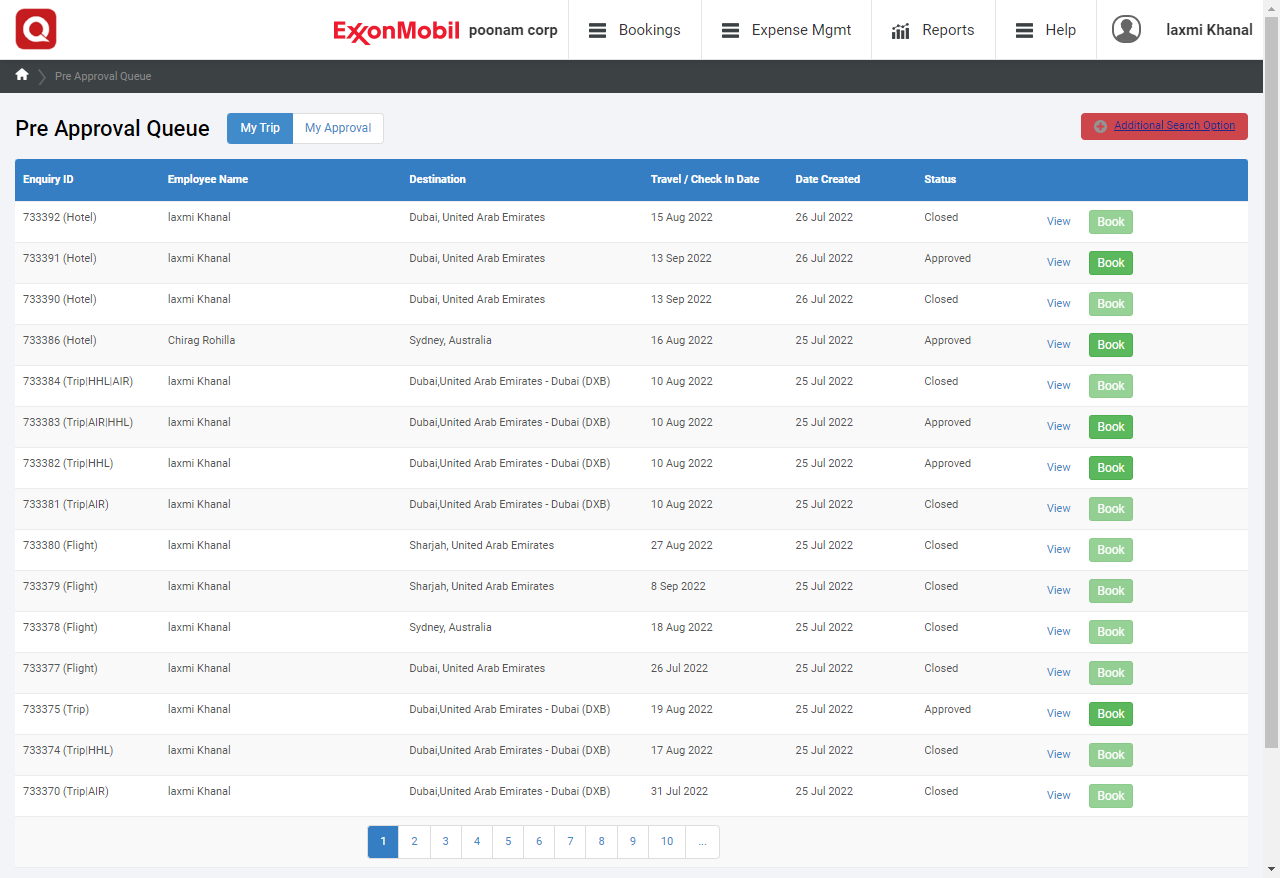 Q ExxonMobil poonam corp Bookings Expense Mgmt Reports Help laxmi Khanal
Pre Approval Queue
Pre Approval Queue My Trip My Approval Additional Search Option
Enquiry ID Employee Name Destination Travel / Check In Date Date Created Status
733392 (Hotel) laxmi Khanal Dubai, United Arab Emirates 15 Aug 2022 26 Jul 2022 Closed View Book
733391 (Hotel) laxmi Khanal Dubai, United Arab Emirates 13 Sep 2022 26 Jul 2022 Approved View Book
733390 (Hotel) laxmi Khanal Dubai, United Arab Emirates 13 Sep 2022 26 Jul 2022 Closed View Book
733386 (Hotel) Chirag Rohilla Sydney, Australia 16 Aug 2022 25 Jul 2022 Approved View Book
733384 (Trip|HHL|AIR) laxmi Khanal Dubai,United Arab Emirates - Dubai (DXB) 10 Aug 2022 25 Jul 2022 Closed View Book
733383 (Trip|AIR|HHL) laxmi Khanal Dubai,United Arab Emirates - Dubai (DXB) 10 Aug 2022 25 Jul 2022 Approved View Book
733382 (Trip|HHL) laxmi Khanal Dubai,United Arab Emirates - Dubai (DXB) 10 Aug 2022 25 Jul 2022 Approved View Book
733381 (Trip|AIR) laxmi Khanal Dubai,United Arab Emirates - Dubai (DXB) 10 Aug 2022 25 Jul 2022 Closed View Book
733380 (Flight) laxmi Khanal Sharjah, United Arab Emirates 27 Aug 2022 25 Jul 2022 Closed View Book
733379 (Flight) laxmi Khanal Sharjah, United Arab Emirates 8 Sep 2022 25 Jul 2022 Closed View Book
733378 (Flight) laxmi Khanal Sydney, Australia 18 Aug 2022 25 Jul 2022 Closed View Book
733377 (Flight) laxmi Khanal Dubai, United Arab Emirates 26 Jul 2022 25 Jul 2022 Closed View Book
733375 (Trip) laxmi Khanal Dubai,United Arab Emirates - Dubai (DXB) 19 Aug 2022 25 Jul 2022 Approved View Book
733374 (Trip|HHL) laxmi Khanal Dubai,United Arab Emirates - Dubai (DXB) 17 Aug 2022 25 Jul 2022 Closed View Book
733370 (Trip|AIR) laxmi Khanal Dubai,United Arab Emirates - Dubai (DXB) 31 Jul 2022 25 Jul 2022 Closed View Book
1 2 3 4 5 6 7 8 9 10 ...